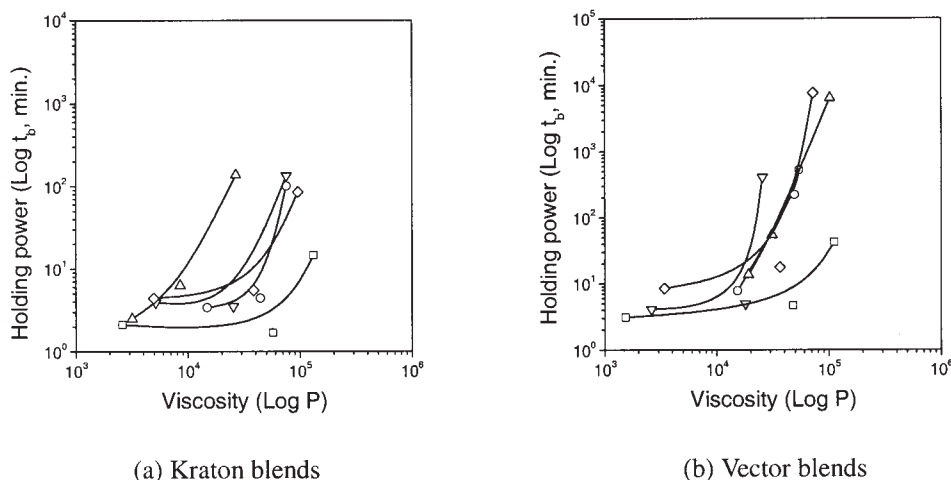 10⁴
10³
10²
10¹
10⁰
Holding power (Log t_b, min.)
10³ 10⁴ 10⁵ 10⁶
Viscosity (Log P)
(a) Kraton blends
10⁵
10⁴
10³
10²
10¹
10⁰
Holding power (Log t_b, min.)
10³ 10⁴ 10⁵ 10⁶
Viscosity (Log P)
(b) Vector blends